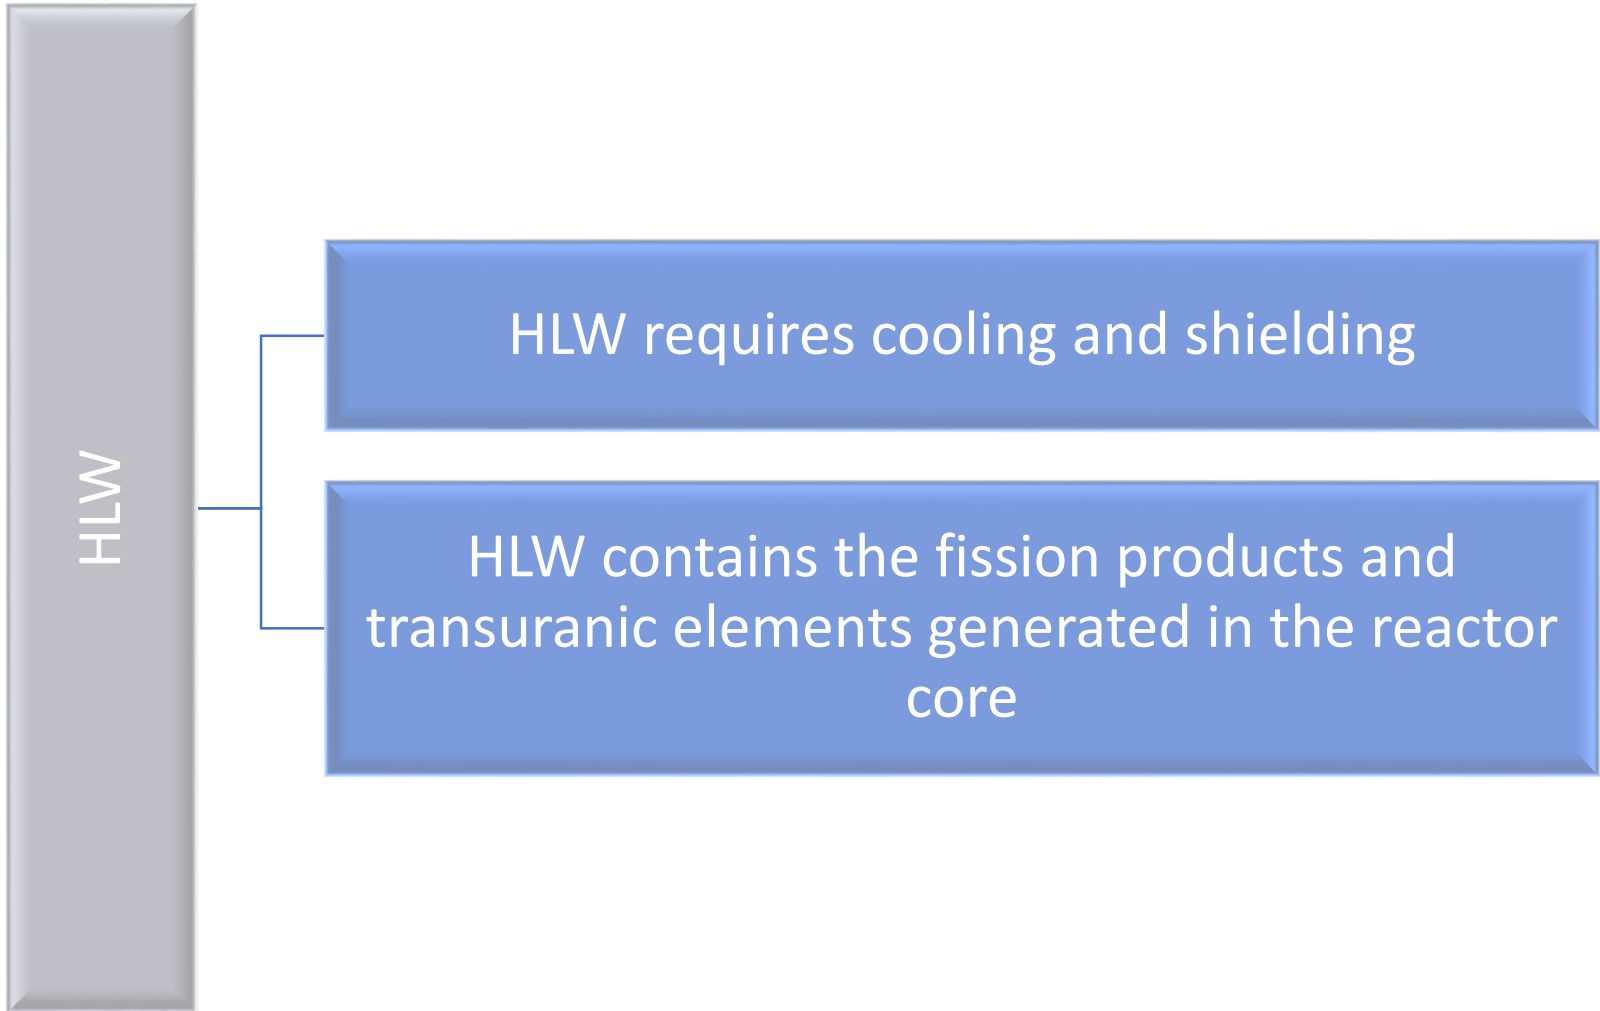 HLW
HLW requires cooling and shielding
HLW contains the fission products and
transuranic elements generated in the reactor
core